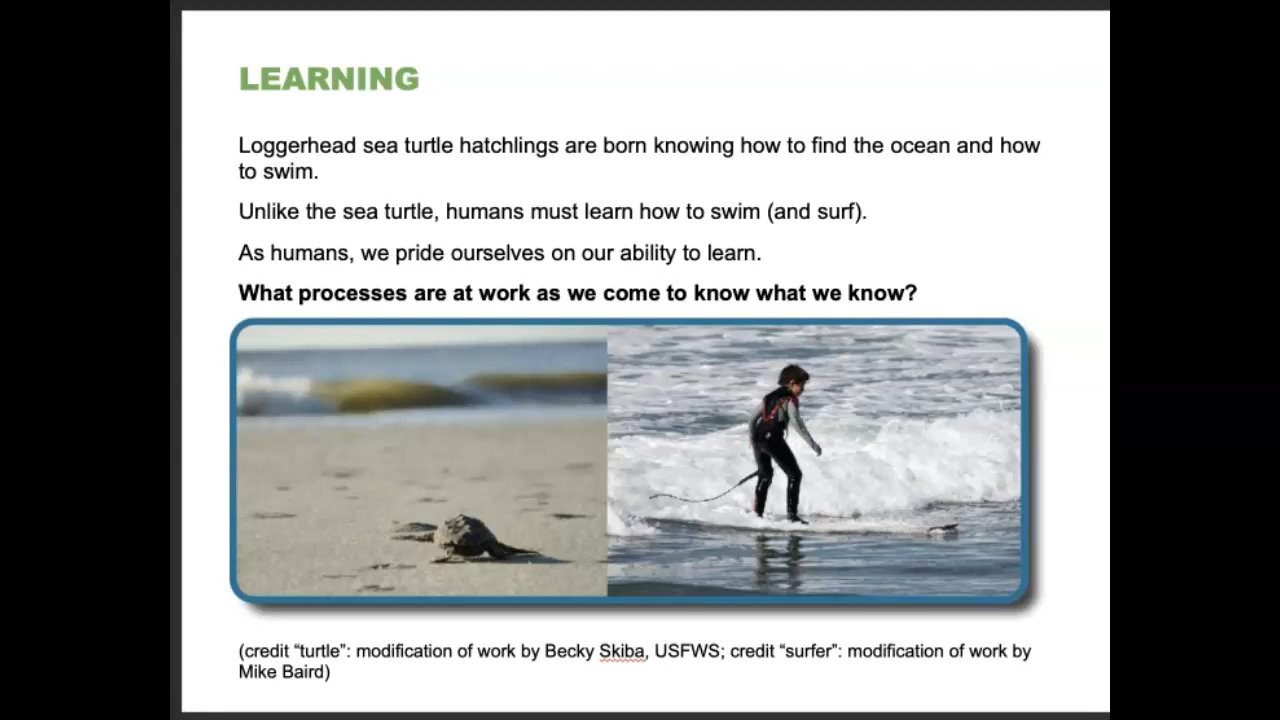 LEARNING
Loggerhead sea turtle hatchlings are born knowing how to find the ocean and how
to swim.
Unlike the sea turtle, humans must learn how to swim (and surf).
As humans, we pride ourselves on our ability to learn.
What processes are at work as we come to know what we know?
(credit “turtle”: modification of work by Becky Skiba, USFWS; credit “surfer”: modification of work by
Mike Baird)